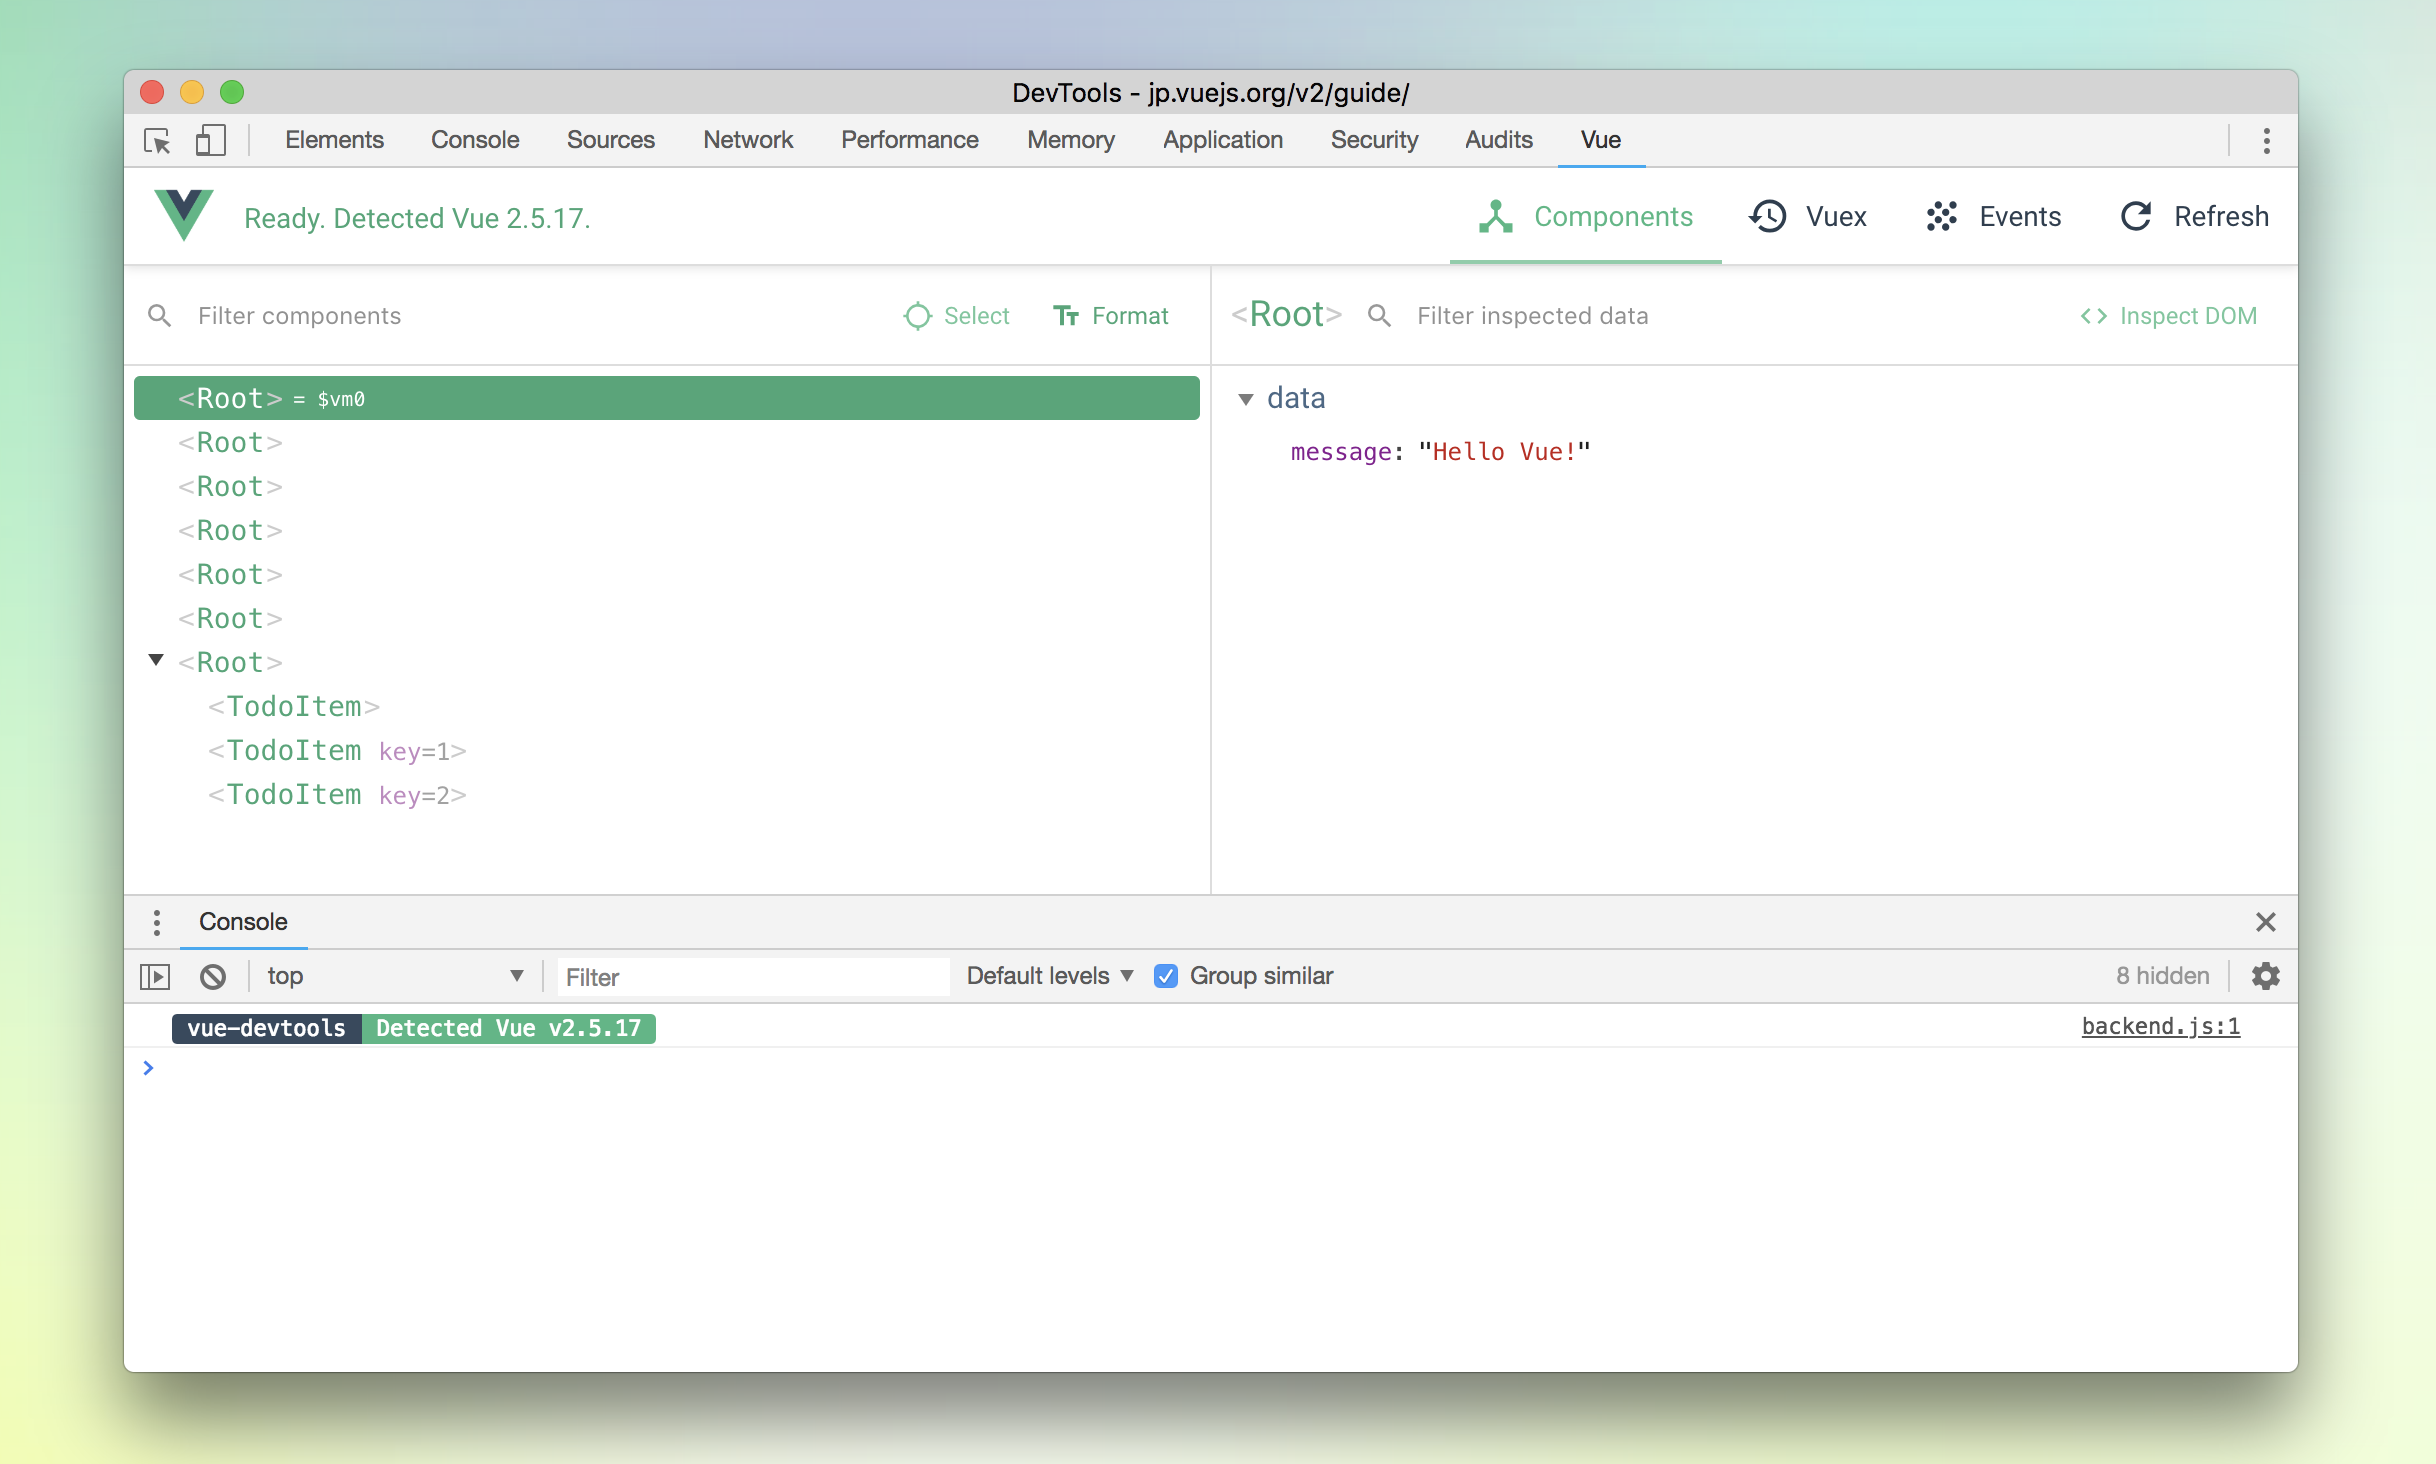 DevTools - jp.vuejs.org/v2/guide/
Elements Console Sources Network Performance Memory Application Security Audits Vue
Ready. Detected Vue 2.5.17. Components Vuex Events Refresh
Filter components Select Format
<Root> = $vm0
<Root>
<Root>
<Root>
<Root>
<Root>
<Root>
<TodoItem>
<TodoItem key=1>
<TodoItem key=2>
<Root> Filter inspected data <> Inspect DOM
data
message: "Hello Vue!"
Console
top Filter Default levels Group similar 8 hidden
vue-devtools Detected Vue v2.5.17 backend.js:1
>